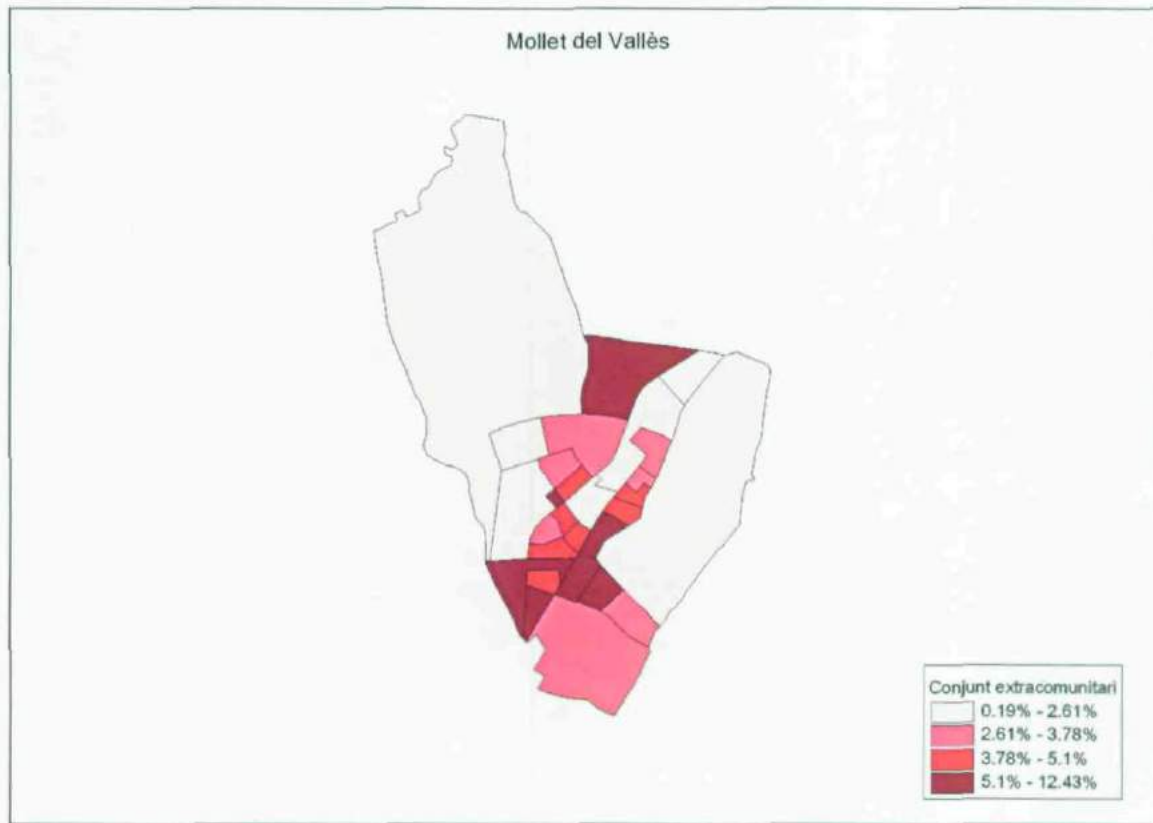 Mollet del Vallès
Conjunt extracomunitari
0.19% - 2.61%
2.61% - 3.78%
3.78% - 5.1%
5.1% - 12.43%